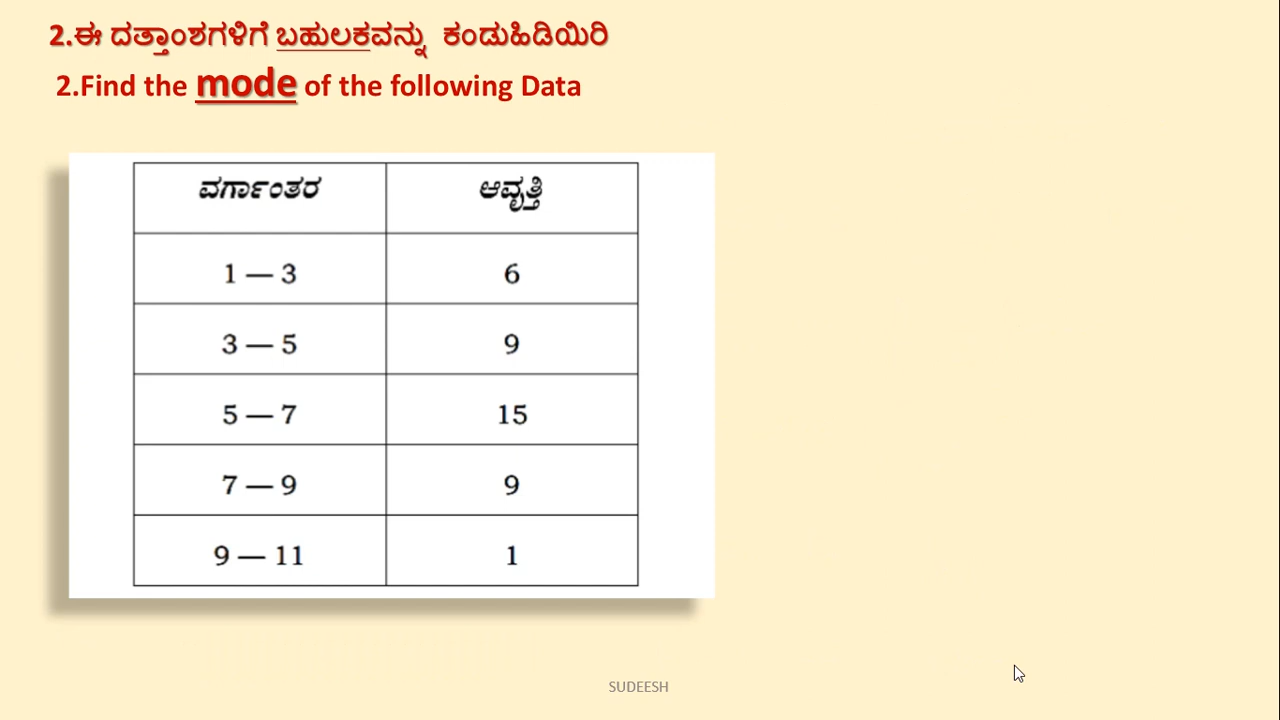 2.ಈ ದತ್ತಾಂಶಗಳಿಗೆ ಬಹುಲಕವನ್ನು ಕಂಡುಹಿಡಿಯಿರಿ
2.Find the mode of the following Data
ವರ್ಗಾಂತರ ಆವೃತ್ತಿ
1 — 3 6
3 — 5 9
5 — 7 15
7 — 9 9
9 — 11 1
SUDEESH